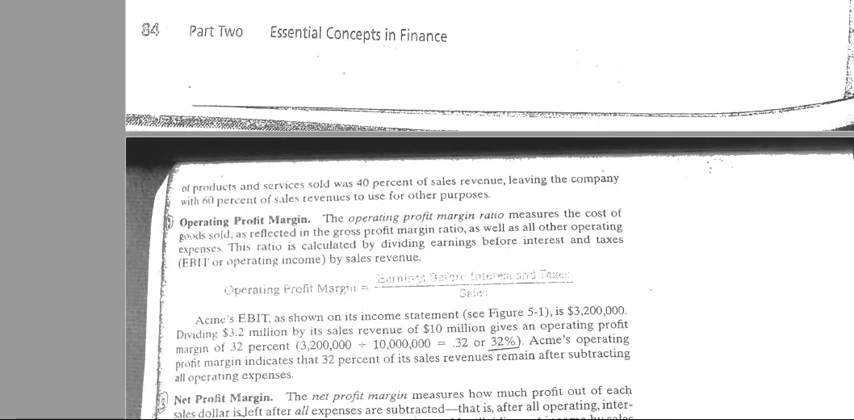 84 Part Two Essential Concepts in Finance
of products and services sold was 40 percent of sales revenue, leaving the company
with 60 percent of sales revenues to use for other purposes.
Operating Profit Margin. The operating profit margin ratio measures the cost of
goods sold, as reflected in the gross profit margin ratio, as well as all other operating
expenses. This ratio is calculated by dividing earnings before interest and taxes
(EBIT or operating income) by sales revenue.
Operating Profit Margin = Earnings Before Interest and Taxes
Sales
Acme's EBIT, as shown on its income statement (see Figure 5-1), is $3,200,000.
Dividing $3.2 million by its sales revenue of $10 million gives an operating profit
margin of 32 percent (3,200,000 ÷ 10,000,000 = .32 or 32%). Acme's operating
profit margin indicates that 32 percent of its sales revenues remain after subtracting
all operating expenses.
Net Profit Margin. The net profit margin measures how much profit out of each
sales dollar is left after all expenses are subtracted—that is, after all operating, inter-